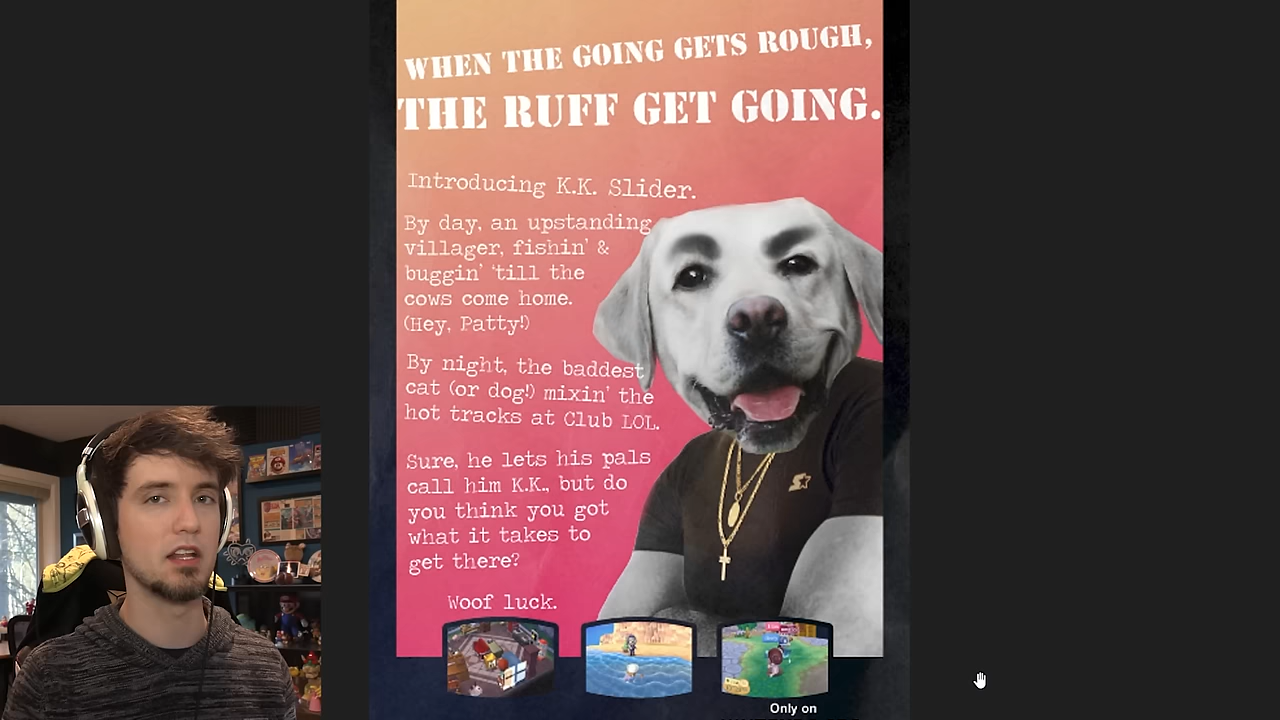 WHEN THE GOING GETS ROUGH,
THE RUFF GET GOING.
Introducing K.K. Slider.
By day, an upstanding
villager, fishin' &
buggin' 'till the
cows come home.
(Hey, Patty!)
By night, the baddest
cat (or dog!) mixin' the
hot tracks at Club LOL.
Sure, he lets his pals
call him K.K., but do
you think you got
what it takes to
get there?
Woof luck.
Only on